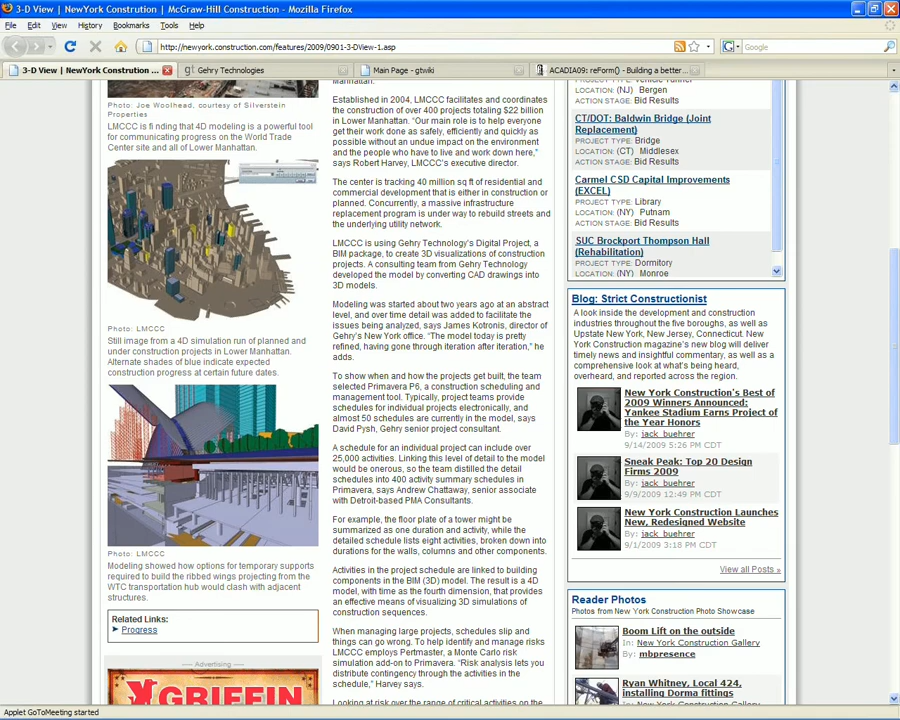 3-D View | NewYork Constrution | McGraw-Hill Construction - Mozilla Firefox
File Edit View History Bookmarks Tools Help
http://newyork.construction.com/features/2009/0901-3-DView-1.asp
Google
3-D View | NewYork Constrution ...
Gehry Technologies
Main Page - gtwiki
ACADIA09: reForm() - Building a better...
Photo: Joe Woolhead, courtesy of Silverstein
Properties
LMCCC is finding that 4D modeling is a powerful tool
for communicating progress on the World Trade
Center site and all of Lower Manhattan.
Photo: LMCCC
Still image from a 4D simulation run of planned and
under construction projects in Lower Manhattan.
Alternate shades of blue indicate expected
construction progress at certain future dates.
Photo: LMCCC
Modeling showed how options for temporary supports
required to build the ribbed wings projecting from the
WTC transportation hub would clash with adjacent
structures.
Related Links:
Progress
---- Advertising ----
GRIFFIN
Manhattan.
Established in 2004, LMCCC facilitates and coordinates
the construction of over 400 projects totaling $22 billion
in Lower Manhattan. “Our main role is to help everyone
get their work done as safely, efficiently and quickly as
possible without an undue impact on the environment
and the people who have to live and work down here,”
says Robert Harvey, LMCCC's executive director.
The center is tracking 40 million sq ft of residential and
commercial development that is either in construction or
planned. Concurrently, a massive infrastructure
replacement program is under way to rebuild streets and
the underlying utility network.
LMCCC is using Gehry Technology's Digital Project, a
BIM package, to create 3D visualizations of construction
projects. A consulting team from Gehry Technology
developed the model by converting CAD drawings into
3D models.
Modeling was started about two years ago at an abstract
level, and over time detail was added to facilitate the
issues being analyzed, says James Kotronis, director of
Gehry's New York office. “The model today is pretty
refined, having gone through iteration after iteration,” he
adds.
To show when and how the projects get built, the team
selected Primavera P6, a construction scheduling and
management tool. Typically, project teams provide
schedules for individual projects electronically, and
almost 50 schedules are currently in the model, says
David Pysh, Gehry senior project consultant.
A schedule for an individual project can include over
25,000 activities. Linking this level of detail to the model
would be onerous, so the team distilled the detail
schedules into 400 activity summary schedules in
Primavera, says Andrew Chattaway, senior associate
with Detroit-based PMA Consultants.
For example, the floor plate of a tower might be
summarized as one duration and activity, while the
detailed schedule lists eight activities, broken down into
durations for the walls, columns and other components.
Activities in the project schedule are linked to building
components in the BIM (3D) model. The result is a 4D
model, with time as the fourth dimension, that provides
an effective means of visualizing 3D simulations of
construction sequences.
When managing large projects, schedules slip and
things can go wrong. To help identify and manage risks
LMCCC employs Pertmaster, a Monte Carlo risk
simulation add-on to Primavera. “Risk analysis lets you
distribute contingency through the activities in the
schedule,” Harvey says.
Looking at risk over the range of critical activities on the
LOCATION: (NJ) Bergen
ACTION STAGE: Bid Results
CT/DOT: Baldwin Bridge (Joint
Replacement)
PROJECT TYPE: Bridge
LOCATION: (CT) Middlesex
ACTION STAGE: Bid Results
Carmel CSD Capital Improvements
(EXCEL)
PROJECT TYPE: Library
LOCATION: (NY) Putnam
ACTION STAGE: Bid Results
SUC Brockport Thompson Hall
(Rehabilitation)
PROJECT TYPE: Dormitory
LOCATION: (NY) Monroe
Blog: Strict Constructionist
A look inside the development and construction
industries throughout the five boroughs, as well as
Upstate New York, New Jersey, Connecticut. New
York Construction magazine's new blog will deliver
timely news and insightful commentary, as well as a
comprehensive look at what's being heard,
overheard, and reported across the region.
New York Construction's Best of
2009 Winners Announced:
Yankee Stadium Earns Project of
the Year Honors
By: jack_buehrer
9/14/2009 5:26 PM CDT
Sneak Peak: Top 20 Design
Firms 2009
By: jack_buehrer
9/9/2009 12:49 PM CDT
New York Construction Launches
New, Redesigned Website
By: jack_buehrer
9/1/2009 3:18 PM CDT
View all Posts »
Reader Photos
Photos from New York Construction Photo Showcase
Boom Lift on the outside
In: New York Construction Gallery
By: mbpresence
Ryan Whitney, Local 424,
installing Dorma fittings
In: New York Construction Gallery
Applet GoToMeeting started